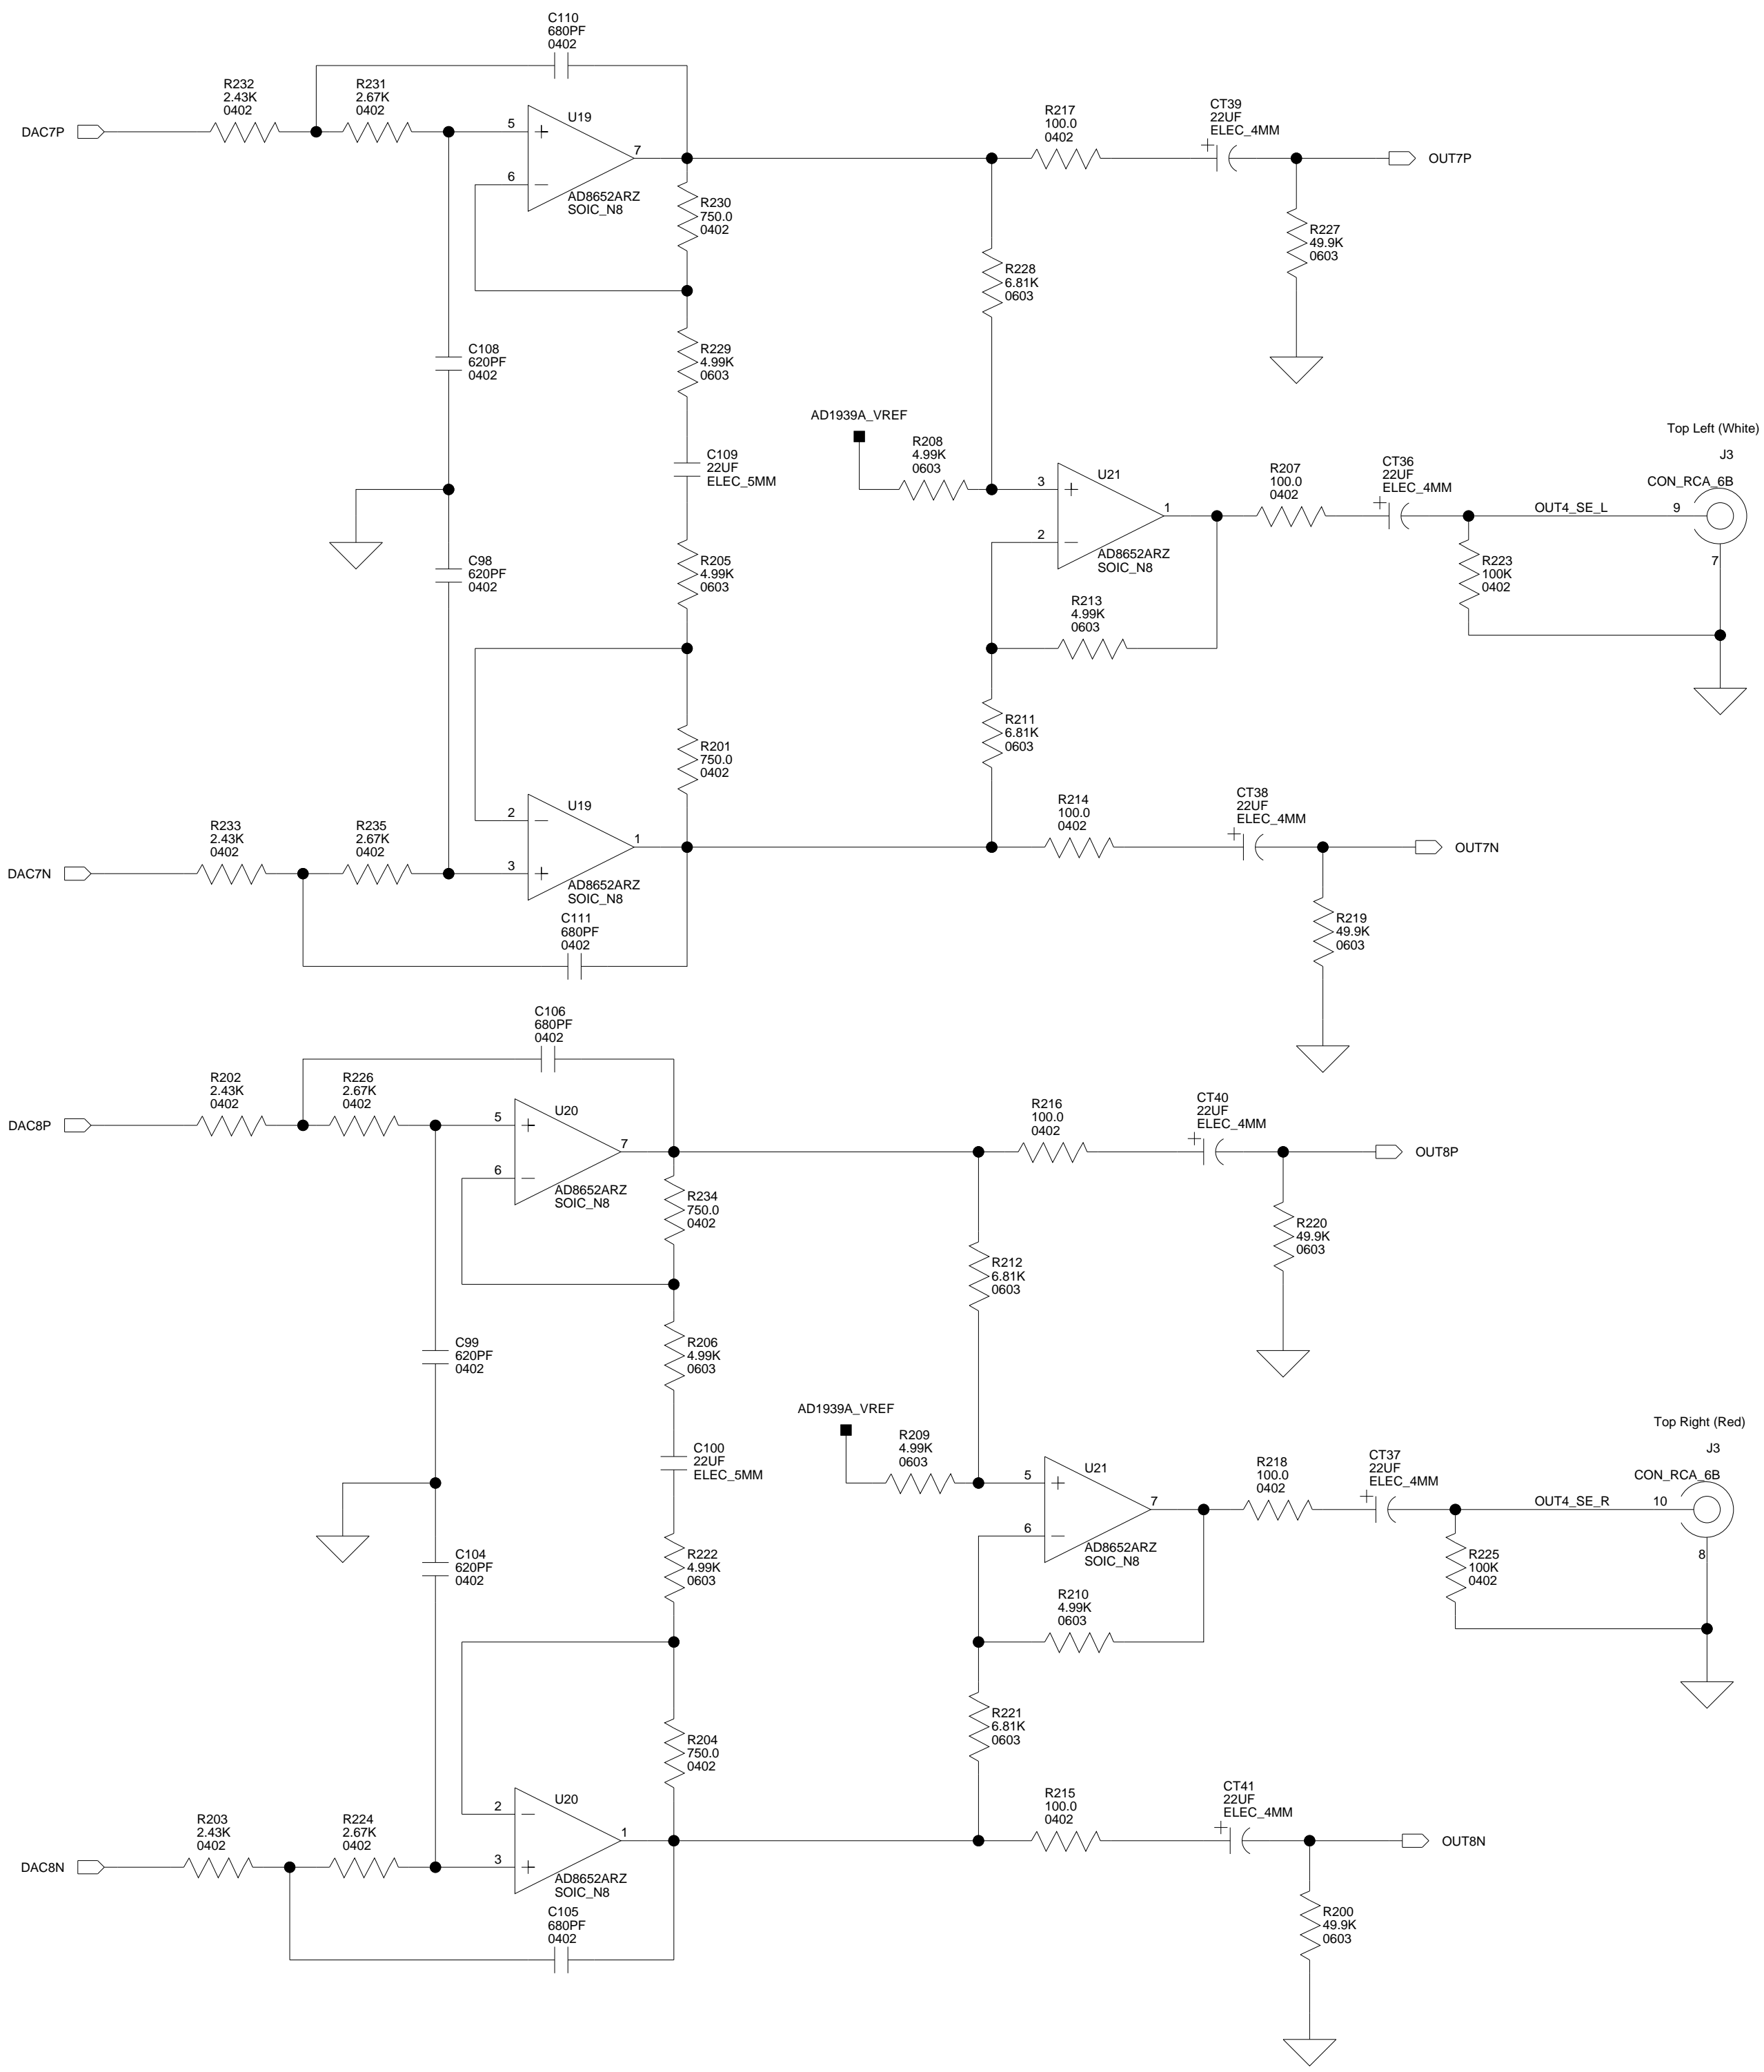 C110
680PF
0402
R232
2.43K
0402
R231
2.67K
0402
DAC7P
5
U19
7
6
AD8652ARZ
SOIC_N8
R230
750.0
0402
R217
100.0
0402
CT39
22UF
ELEC_4MM
OUT7P
R227
49.9K
0603
R228
6.81K
0603
C108
620PF
0402
R229
4.99K
0603
C109
22UF
ELEC_5MM
AD1939A_VREF
R208
4.99K
0603
3
U21
1
2
AD8652ARZ
SOIC_N8
R207
100.0
0402
CT36
22UF
ELEC_4MM
Top Left (White)
J3
CON_RCA_6B
OUT4_SE_L
9
7
R223
100K
0402
C98
620PF
0402
R205
4.99K
0603
R213
4.99K
0603
R211
6.81K
0603
R201
750.0
0402
R233
2.43K
0402
R235
2.67K
0402
DAC7N
2
U19
1
3
AD8652ARZ
SOIC_N8
C111
680PF
0402
R214
100.0
0402
CT38
22UF
ELEC_4MM
OUT7N
R219
49.9K
0603
C106
680PF
0402
R202
2.43K
0402
R226
2.67K
0402
DAC8P
5
U20
7
6
AD8652ARZ
SOIC_N8
R234
750.0
0402
R216
100.0
0402
CT40
22UF
ELEC_4MM
OUT8P
R220
49.9K
0603
R212
6.81K
0603
C99
620PF
0402
R206
4.99K
0603
C100
22UF
ELEC_5MM
AD1939A_VREF
R209
4.99K
0603
5
U21
7
6
AD8652ARZ
SOIC_N8
R218
100.0
0402
CT37
22UF
ELEC_4MM
Top Right (Red)
J3
CON_RCA_6B
OUT4_SE_R
10
8
R225
100K
0402
C104
620PF
0402
R222
4.99K
0603
R210
4.99K
0603
R221
6.81K
0603
R204
750.0
0402
R203
2.43K
0402
R224
2.67K
0402
DAC8N
2
U20
1
3
AD8652ARZ
SOIC_N8
C105
680PF
0402
R215
100.0
0402
CT41
22UF
ELEC_4MM
OUT8N
R200
49.9K
0603